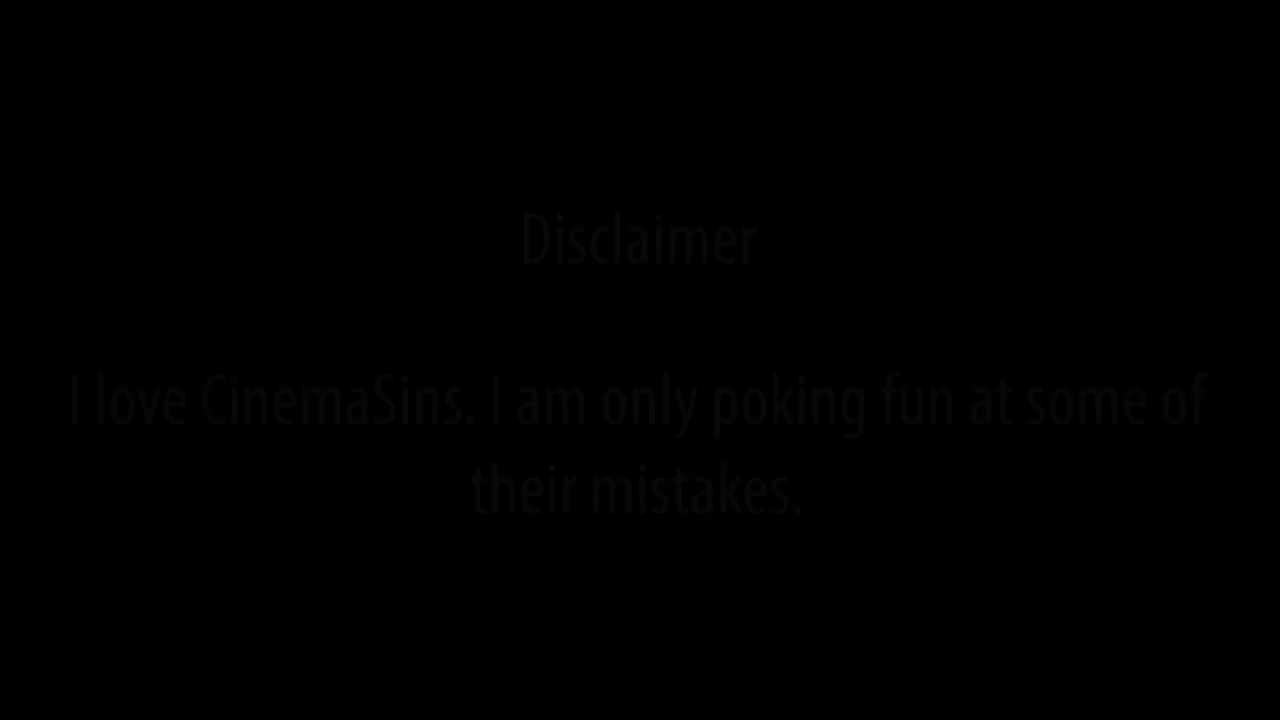 Disclaimer
I love CinemaSins. I am only poking fun at some of
their mistakes.